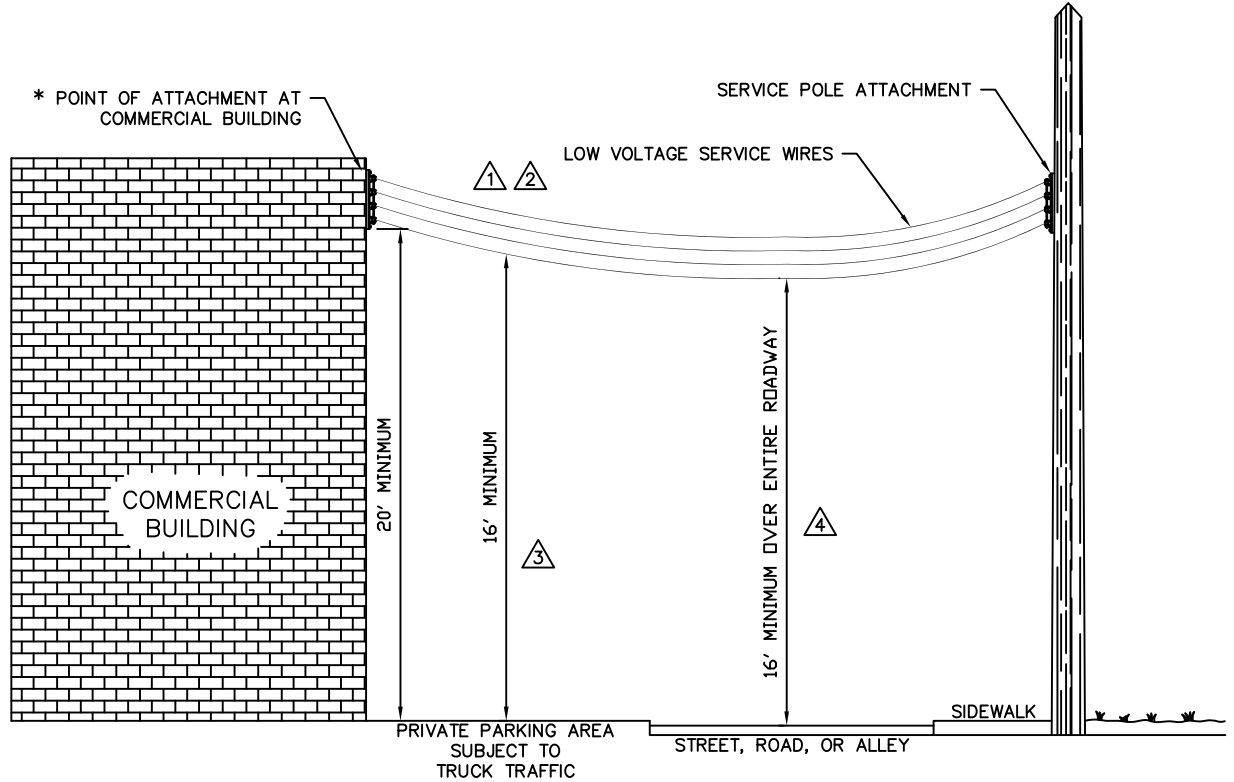 * POINT OF ATTACHMENT AT
COMMERCIAL BUILDING
SERVICE POLE ATTACHMENT
LOW VOLTAGE SERVICE WIRES
1 2
COMMERCIAL
BUILDING
20' MINIMUM
16' MINIMUM
3
16' MINIMUM OVER ENTIRE ROADWAY
4
SIDEWALK
PRIVATE PARKING AREA
SUBJECT TO
TRUCK TRAFFIC
STREET, ROAD, OR ALLEY